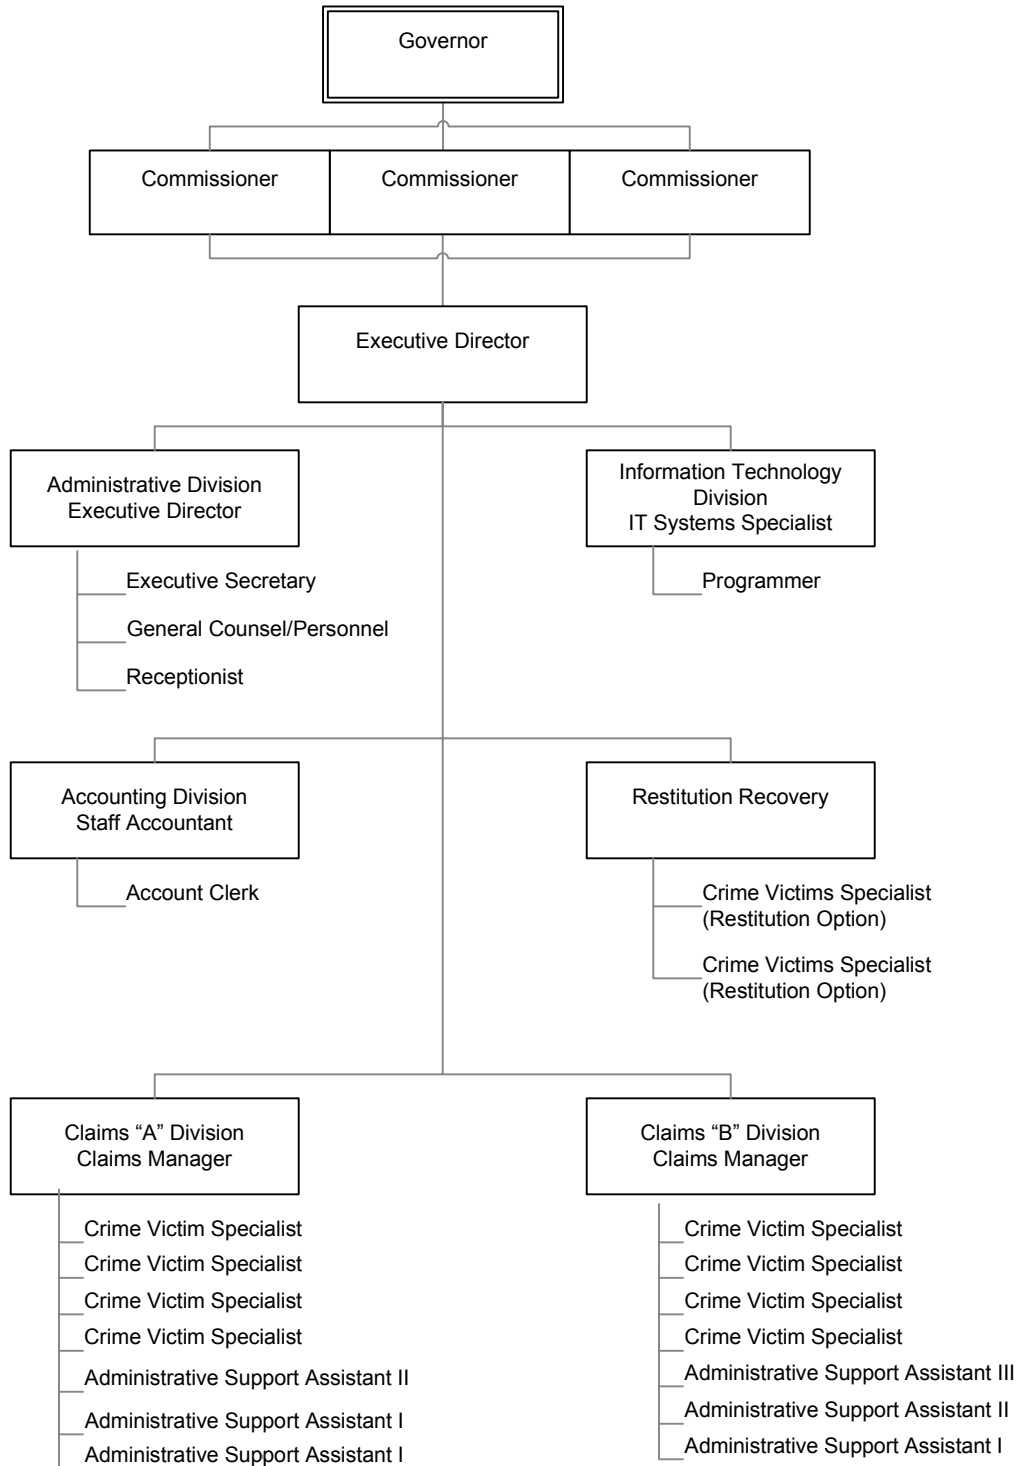 Governor
Commissioner
Commissioner
Commissioner
Executive Director
Administrative Division
Executive Director
Information Technology
Division
IT Systems Specialist
Executive Secretary
General Counsel/Personnel
Receptionist
Programmer
Accounting Division
Staff Accountant
Restitution Recovery
Account Clerk
Crime Victims Specialist
(Restitution Option)
Crime Victims Specialist
(Restitution Option)
Claims “A” Division
Claims Manager
Claims “B” Division
Claims Manager
Crime Victim Specialist
Crime Victim Specialist
Crime Victim Specialist
Crime Victim Specialist
Administrative Support Assistant II
Administrative Support Assistant I
Administrative Support Assistant I
Crime Victim Specialist
Crime Victim Specialist
Crime Victim Specialist
Crime Victim Specialist
Administrative Support Assistant III
Administrative Support Assistant II
Administrative Support Assistant I